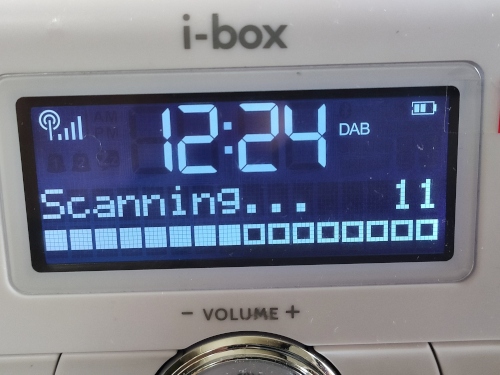 i-box
12:24 DAB
Scanning... 11
- VOLUME +